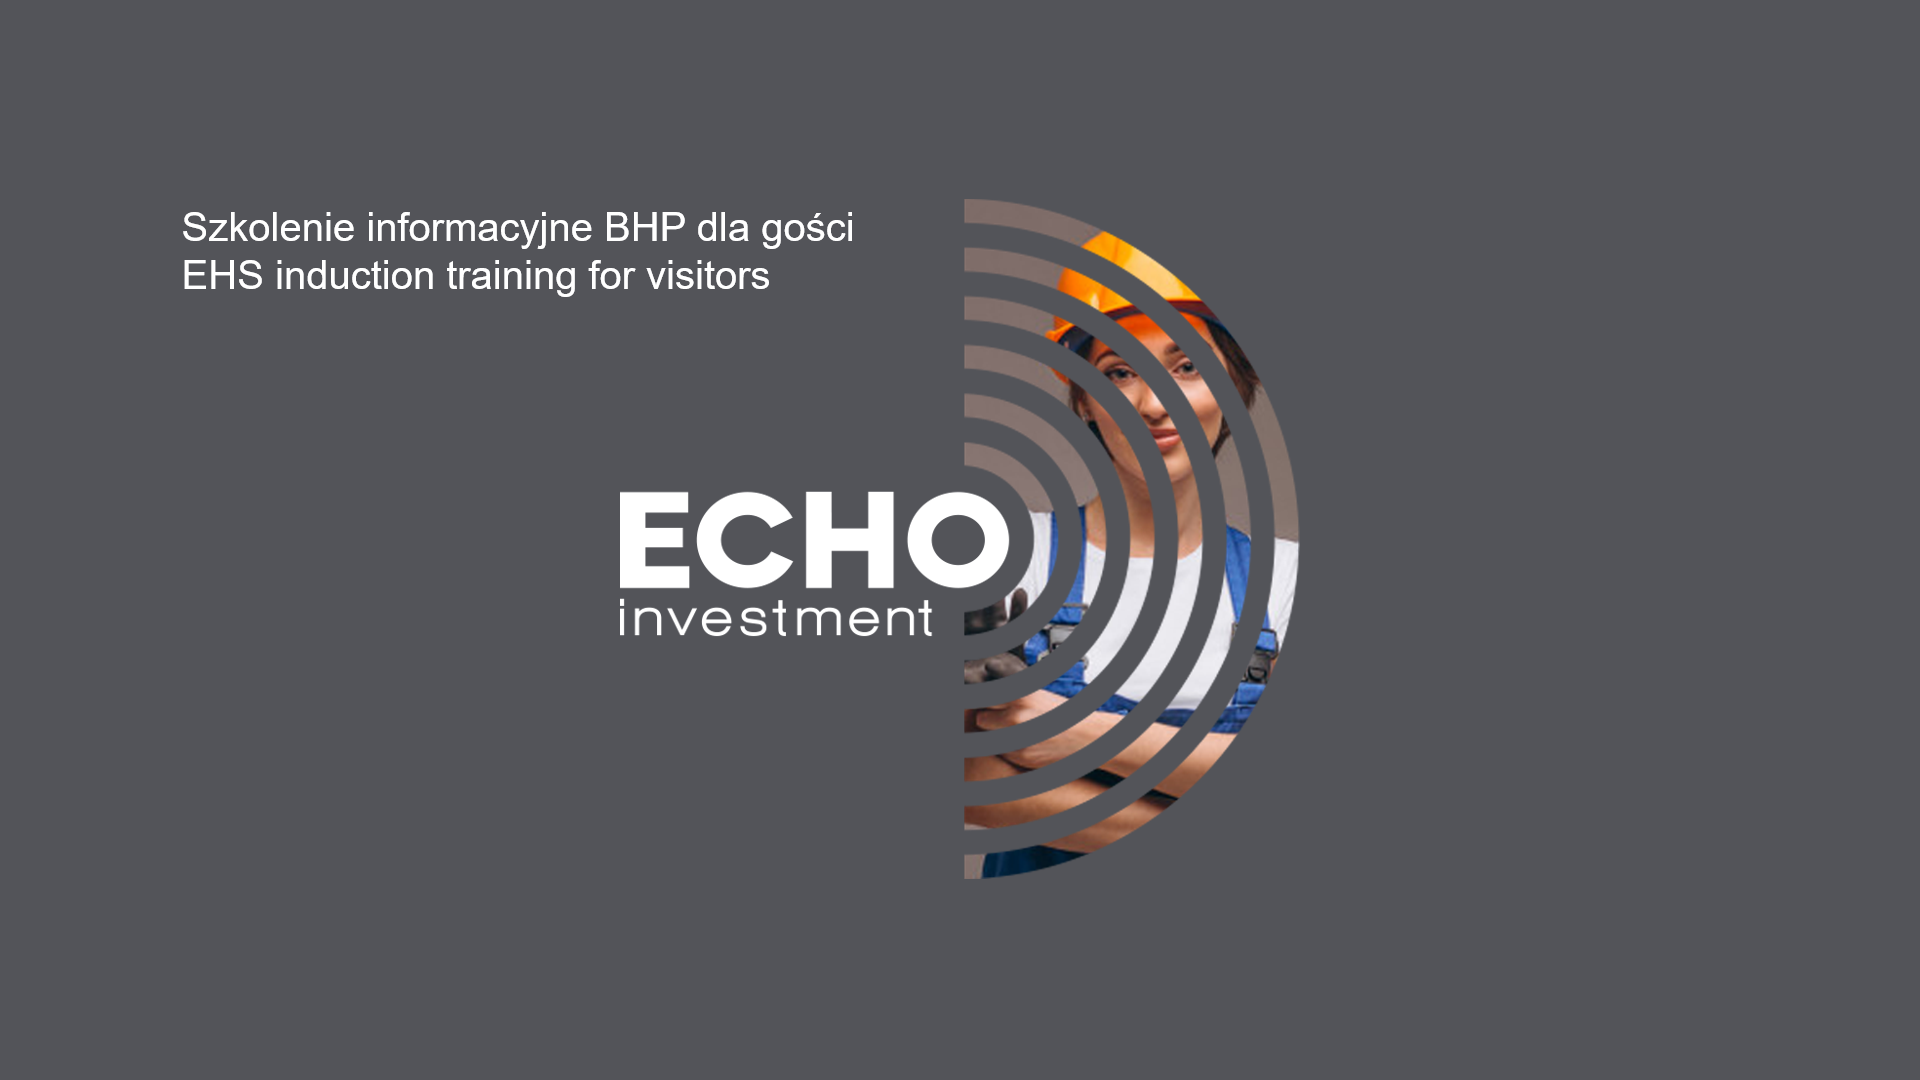 Szkolenie informacyjne BHP dla gości
EHS induction training for visitors
ECHO
investment